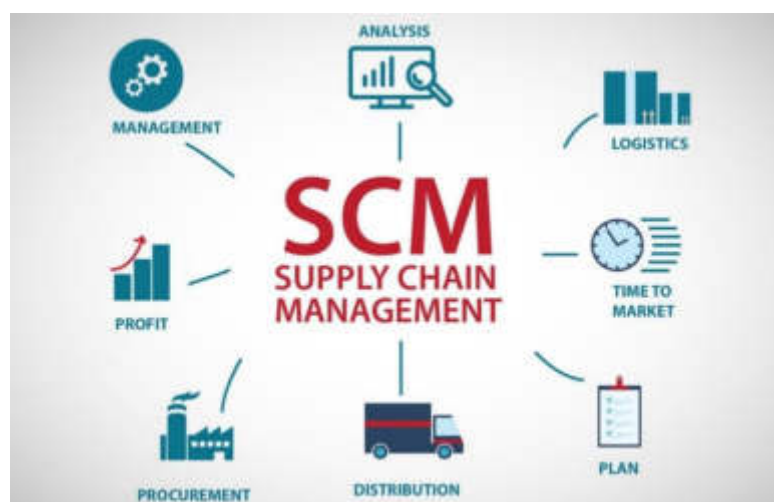 ANALYSIS
MANAGEMENT
LOGISTICS
SCM
SUPPLY CHAIN
MANAGEMENT
PROFIT
TIME TO
MARKET
PROCUREMENT
DISTRIBUTION
PLAN